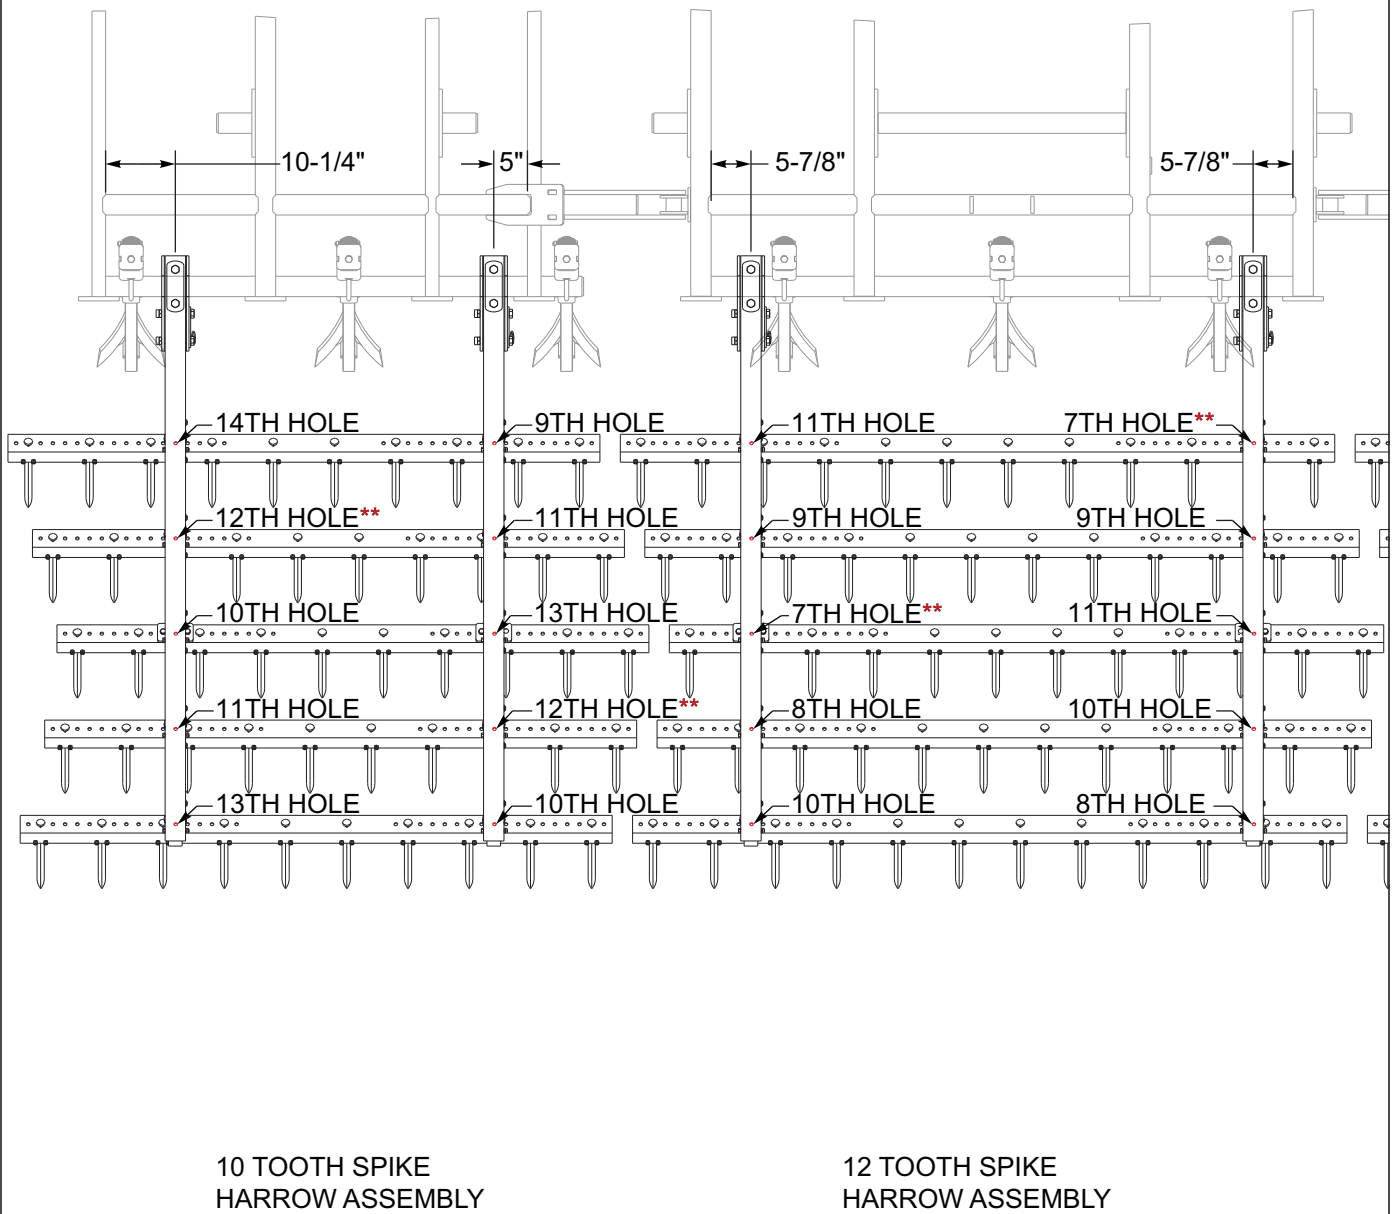 10-1/4"
5"
5-7/8"
5-7/8"
14TH HOLE
9TH HOLE
11TH HOLE
7TH HOLE**
12TH HOLE**
11TH HOLE
9TH HOLE
9TH HOLE
10TH HOLE
13TH HOLE
7TH HOLE**
11TH HOLE
11TH HOLE
12TH HOLE**
8TH HOLE
10TH HOLE
13TH HOLE
10TH HOLE
10TH HOLE
8TH HOLE
10 TOOTH SPIKE
HARROW ASSEMBLY
12 TOOTH SPIKE
HARROW ASSEMBLY